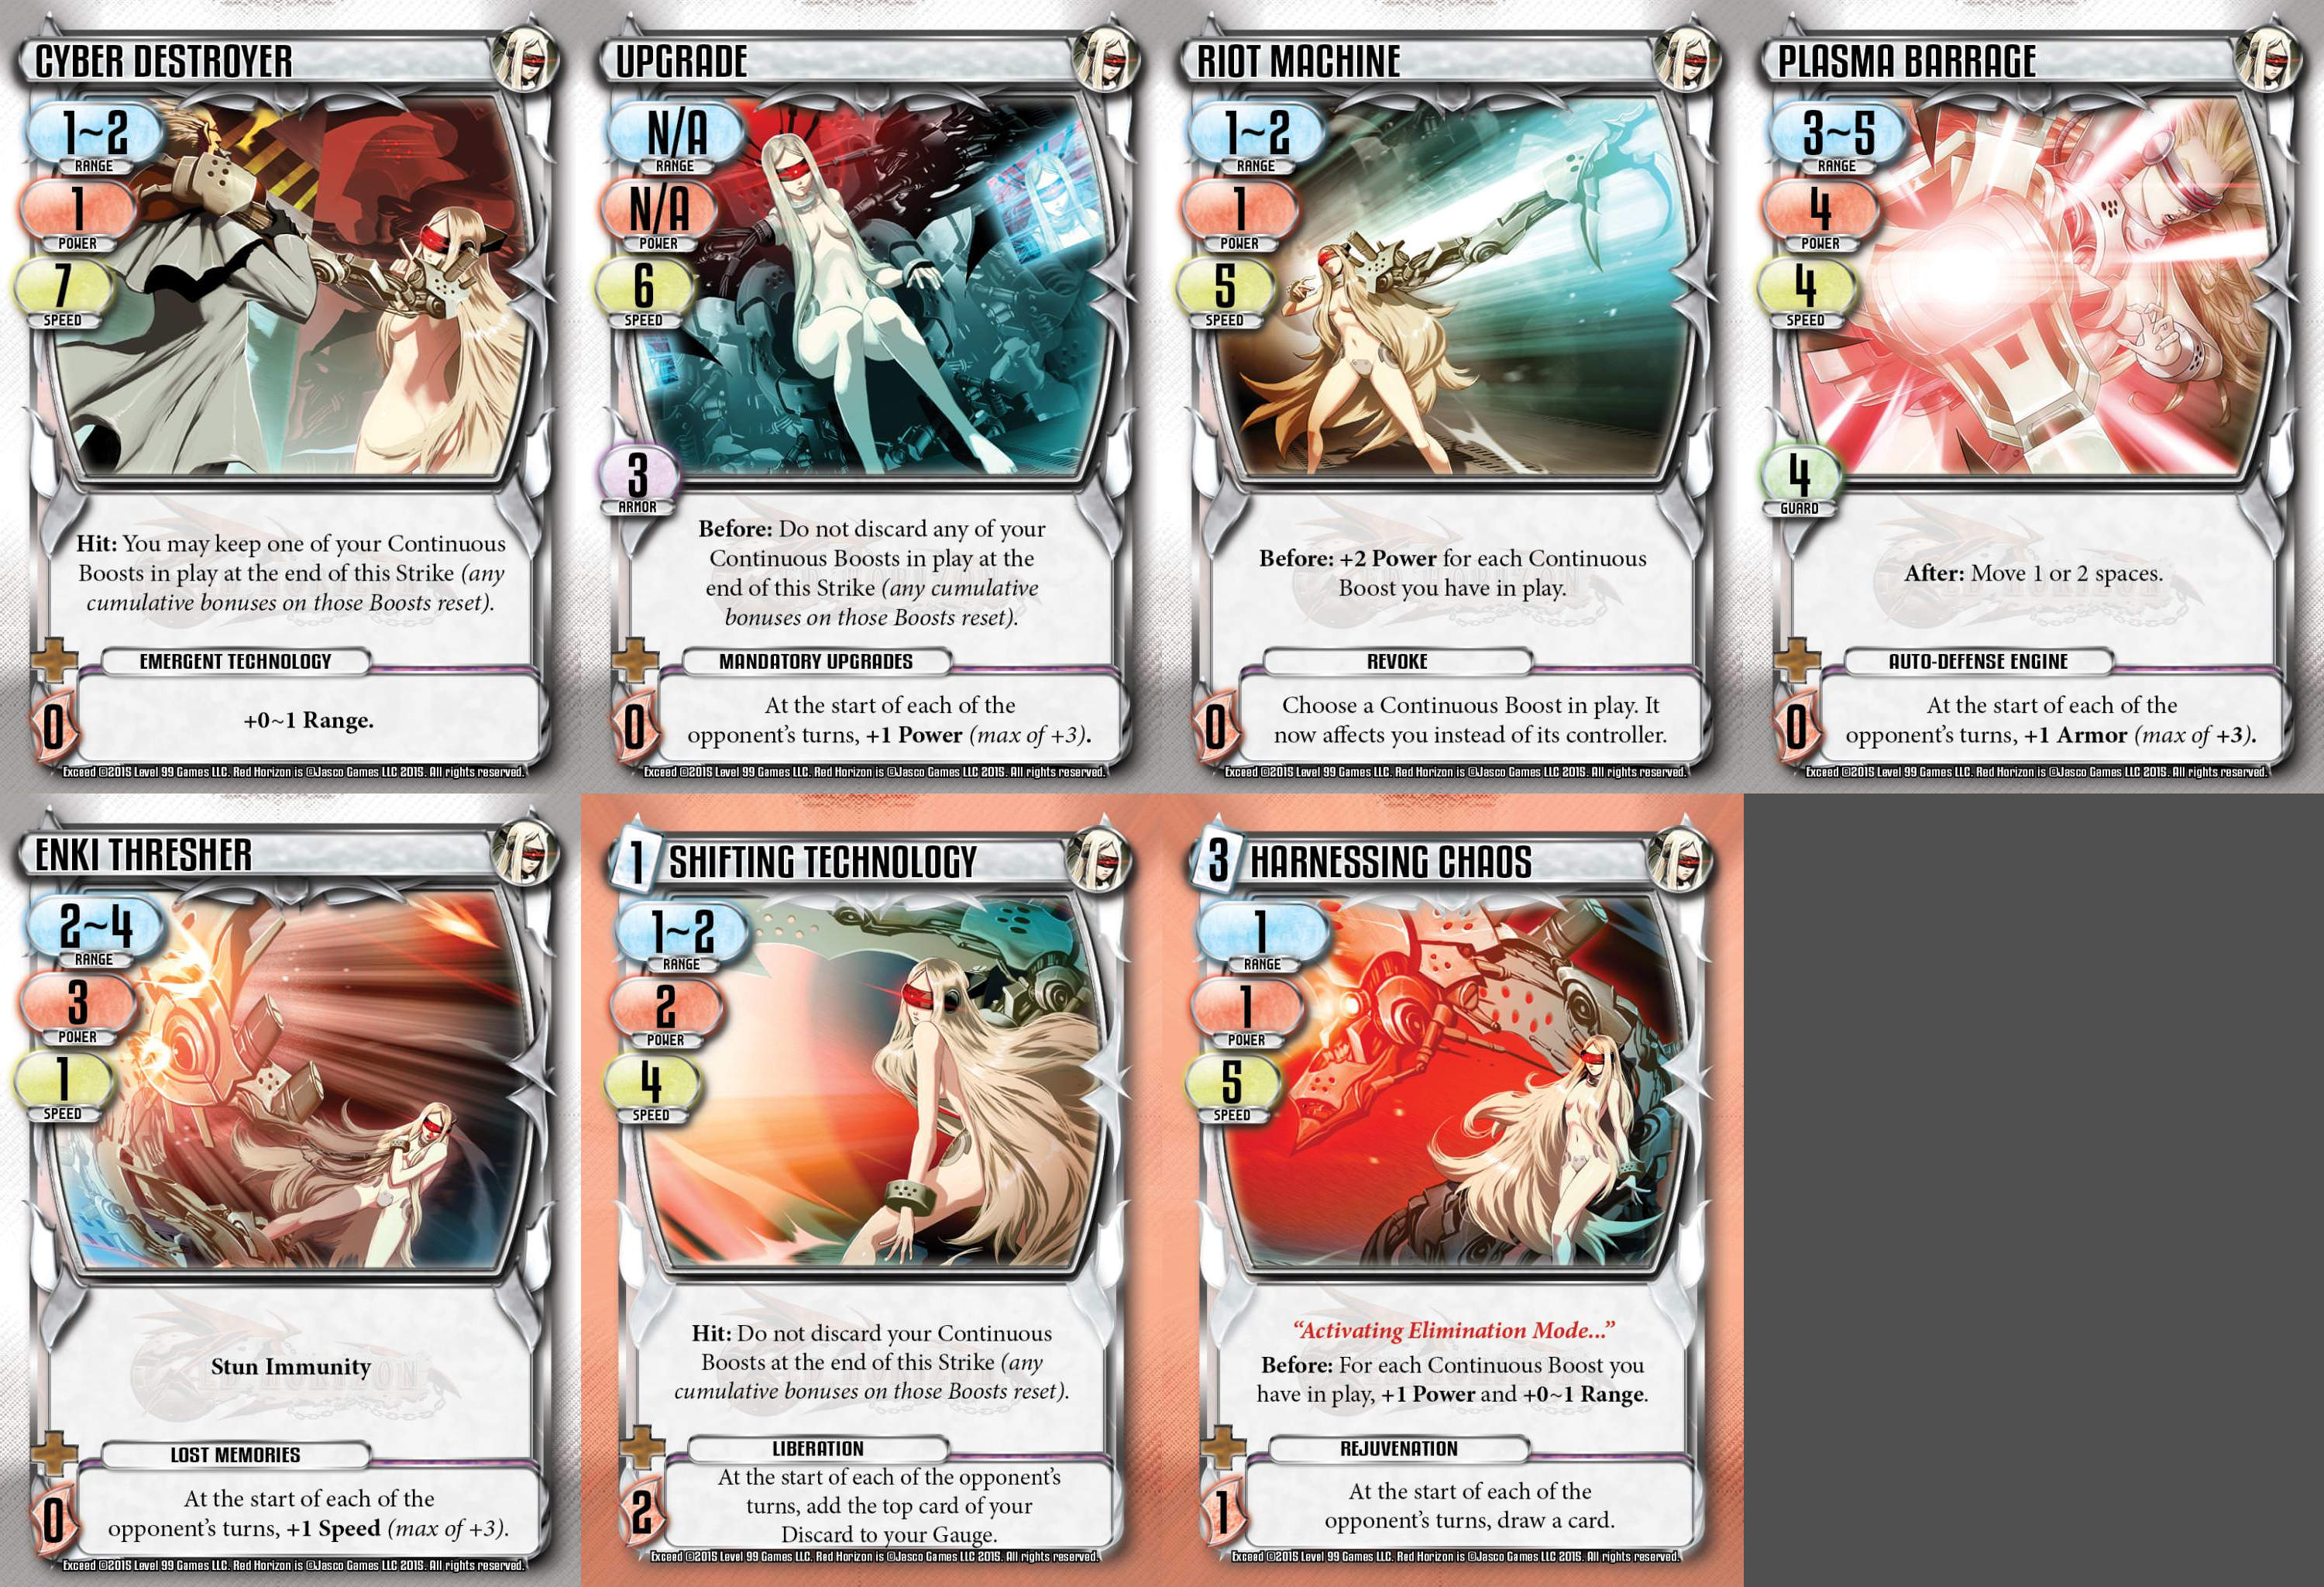 CYBER DESTROYER
1~2
RANGE
1
POWER
7
SPEED
Hit: You may keep one of your Continuous
Boosts in play at the end of this Strike (any
cumulative bonuses on those Boosts reset).
EMERGENT TECHNOLOGY
0
+0~1 Range.
Exceed ©2015 Level 99 Games LLC. Red Horizon is ©Jasco Games LLC 2015. All rights reserved.
UPGRADE
N/A
RANGE
N/A
POWER
6
SPEED
3
ARMOR
Before: Do not discard any of your
Continuous Boosts in play at the
end of this Strike (any cumulative
bonuses on those Boosts reset).
MANDATORY UPGRADES
0
At the start of each of the
opponent's turns, +1 Power (max of +3).
Exceed ©2015 Level 99 Games LLC. Red Horizon is ©Jasco Games LLC 2015. All rights reserved.
RIOT MACHINE
1~2
RANGE
1
POWER
5
SPEED
Before: +2 Power for each Continuous
Boost you have in play.
REVOKE
0
Choose a Continuous Boost in play. It
now affects you instead of its controller.
Exceed ©2015 Level 99 Games LLC. Red Horizon is ©Jasco Games LLC 2015. All rights reserved.
PLASMA BARRAGE
3~5
RANGE
4
POWER
4
SPEED
4
GUARD
After: Move 1 or 2 spaces.
AUTO-DEFENSE ENGINE
0
At the start of each of the
opponent's turns, +1 Armor (max of +3).
Exceed ©2015 Level 99 Games LLC. Red Horizon is ©Jasco Games LLC 2015. All rights reserved.
ENKI THRESHER
2~4
RANGE
3
POWER
1
SPEED
Stun Immunity
LOST MEMORIES
0
At the start of each of the
opponent's turns, +1 Speed (max of +3).
Exceed ©2015 Level 99 Games LLC. Red Horizon is ©Jasco Games LLC 2015. All rights reserved.
1 SHIFTING TECHNOLOGY
1~2
RANGE
2
POWER
4
SPEED
Hit: Do not discard your Continuous
Boosts at the end of this Strike (any
cumulative bonuses on those Boosts reset).
LIBERATION
2
At the start of each of the opponent's
turns, add the top card of your
Discard to your Gauge.
Exceed ©2015 Level 99 Games LLC. Red Horizon is ©Jasco Games LLC 2015. All rights reserved.
3 HARNESSING CHAOS
1
RANGE
1
POWER
5
SPEED
"Activating Elimination Mode..."
Before: For each Continuous Boost you
have in play, +1 Power and +0~1 Range.
REJUVENATION
1
At the start of each of the
opponent's turns, draw a card.
Exceed ©2015 Level 99 Games LLC. Red Horizon is ©Jasco Games LLC 2015. All rights reserved.